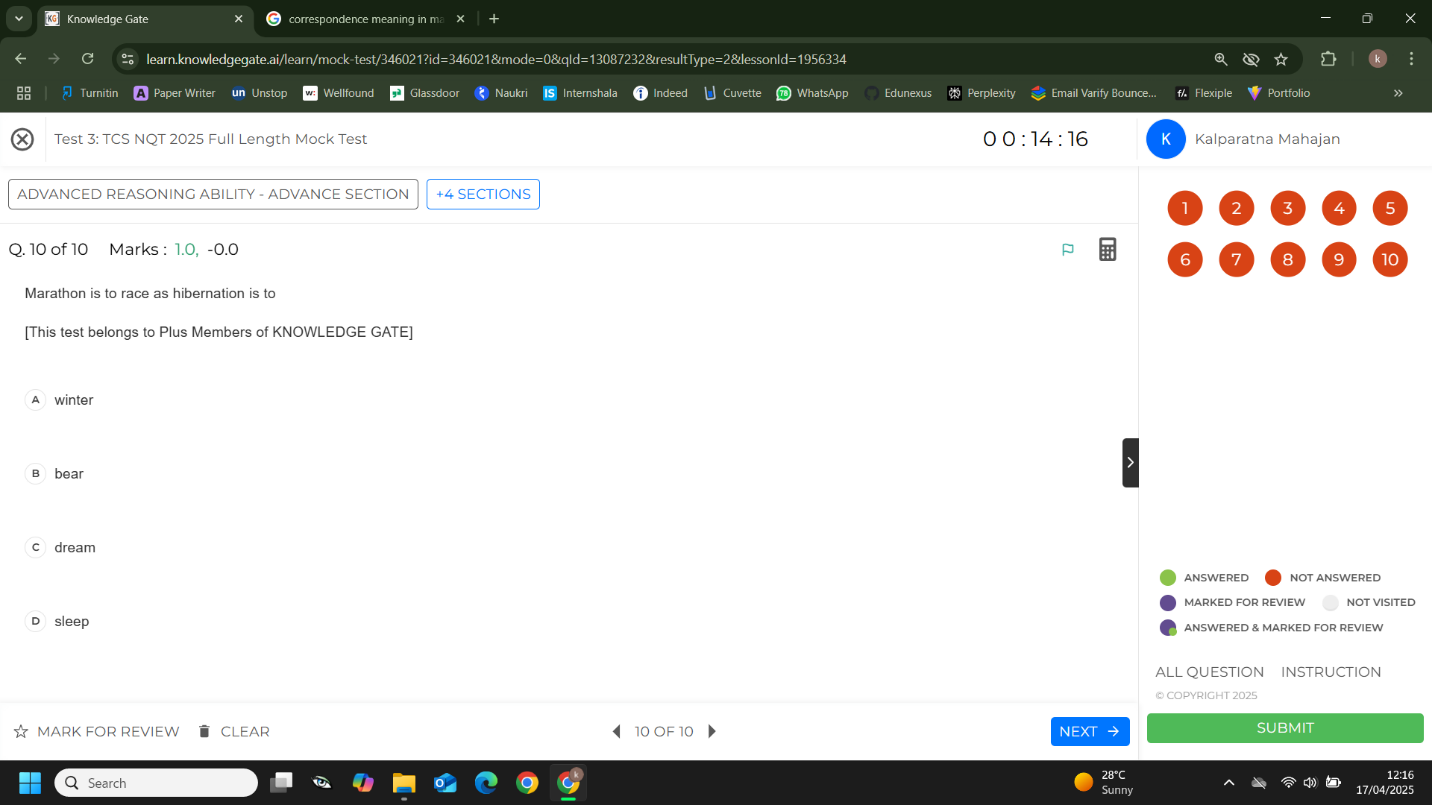 Knowledge Gate
correspondence meaning in ma
learn.knowledgegate.ai/learn/mock-test/346021?id=346021&mode=0&qId=13087232&resultType=2&lessonId=1956334
k
Turnitin
Paper Writer
Unstop
Wellfound
Glassdoor
Naukri
Internshala
Indeed
Cuvette
WhatsApp
Edunexus
Perplexity
Email Varify Bounce...
Flexiple
Portfolio
»
Test 3: TCS NQT 2025 Full Length Mock Test
00:14:16
K Kalparatna Mahajan
ADVANCED REASONING ABILITY - ADVANCE SECTION
+4 SECTIONS
Q. 10 of 10 Marks : 1.0, -0.0
Marathon is to race as hibernation is to
[This test belongs to Plus Members of KNOWLEDGE GATE]
A winter
B bear
C dream
D sleep
1 2 3 4 5
6 7 8 9 10
ANSWERED NOT ANSWERED
MARKED FOR REVIEW NOT VISITED
ANSWERED & MARKED FOR REVIEW
ALL QUESTION INSTRUCTION
© COPYRIGHT 2025
SUBMIT
MARK FOR REVIEW CLEAR
10 OF 10
NEXT
Search
28°C
Sunny
12:16
17/04/2025